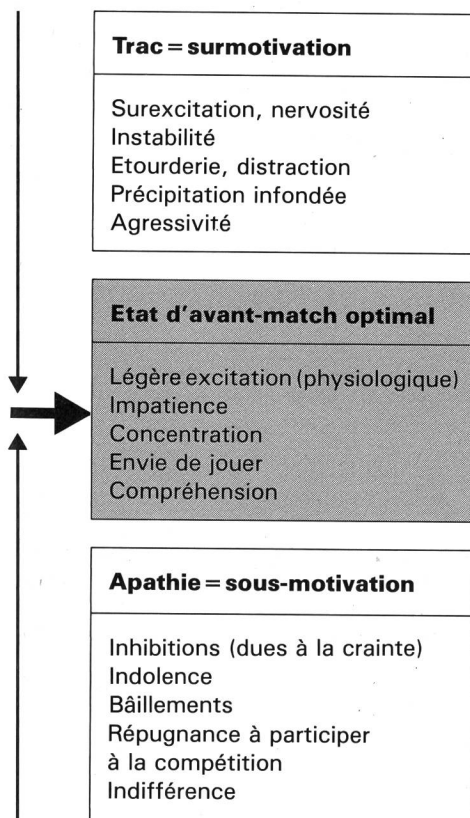 Trac = surmotivation
Surexcitation, nervosité
Instabilité
Etourderie, distraction
Précipitation infondée
Agressivité
Etat d'avant-match optimal
Légère excitation (physiologique)
Impatience
Concentration
Envie de jouer
Compréhension
Apathie = sous-motivation
Inhibitions (dues à la crainte)
Indolence
Bâillements
Répugnance à participer
à la compétition
Indifférence